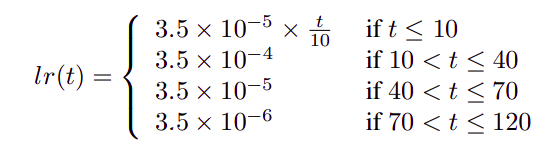 3.5 × 10⁻⁵ × t/10 if t ≤ 10
3.5 × 10⁻⁴ if 10 < t ≤ 40
lr(t) = {
3.5 × 10⁻⁵ if 40 < t ≤ 70
3.5 × 10⁻⁶ if 70 < t ≤ 120